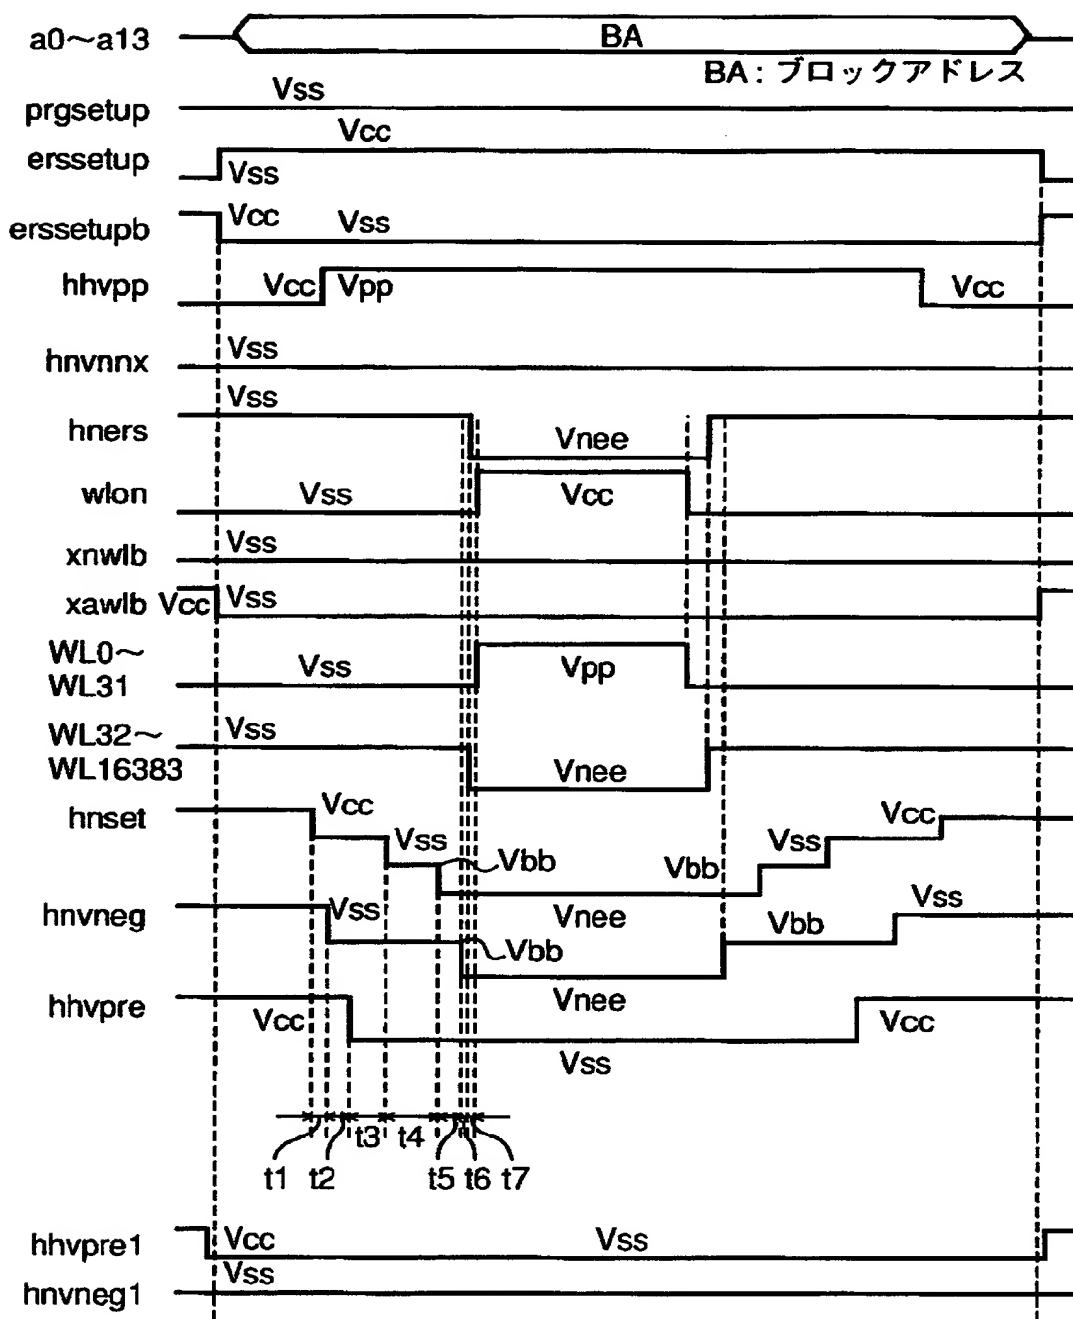 a0～a13 BA
BA : ブロックアドレス
prgsetup Vss
erssetup Vss Vcc
erssetupb Vcc Vss
hhvpp Vcc Vpp Vcc
hnvnnx Vss
hners Vss Vnee
wlon Vss Vcc
xnwlb Vss
xawlb Vcc Vss
WL0～
WL31 Vss Vpp
WL32～
WL16383 Vss Vnee
hnset Vcc Vss Vbb Vnee Vbb Vss Vcc
hnvneg Vss Vbb Vnee Vbb Vss
hhvpre Vcc Vss Vcc
t1 t2 t3 t4 t5 t6 t7
hhvpre1 Vcc Vss
hnvneg1 Vss